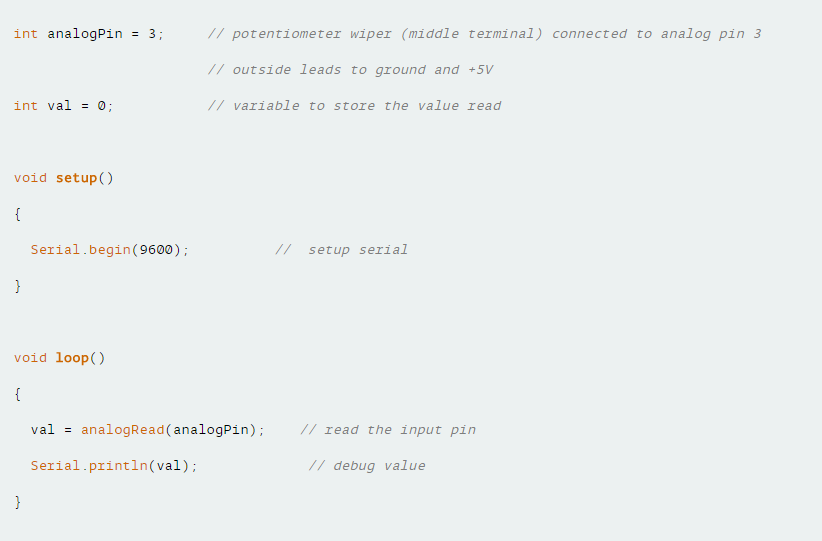 int analogPin = 3;     // potentiometer wiper (middle terminal) connected to analog pin 3
                       // outside leads to ground and +5V
int val = 0;           // variable to store the value read
void setup()
{
  Serial.begin(9600);          //  setup serial
}
void loop()
{
  val = analogRead(analogPin);    // read the input pin
  Serial.println(val);             // debug value
}